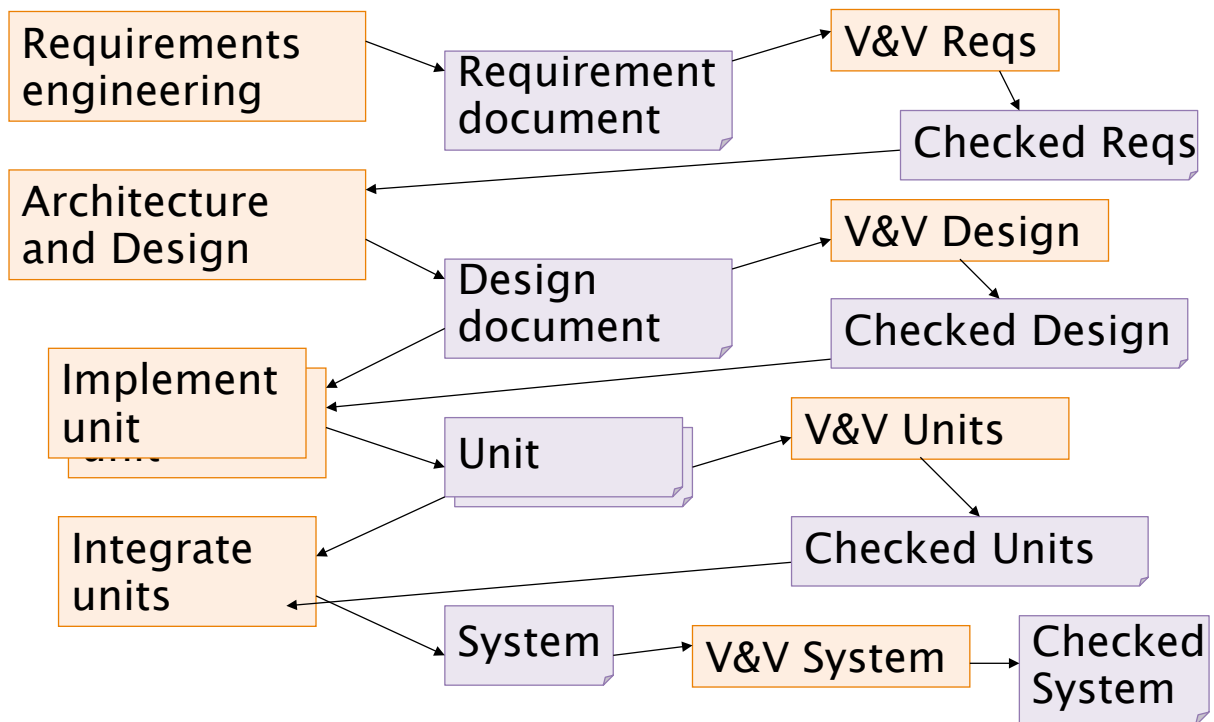 Requirements
engineering
Requirement
document
V&V Reqs
Checked Reqs
Architecture
and Design
Design
document
V&V Design
Checked Design
Implement
unit
unit
Unit
V&V Units
Checked Units
Integrate
units
System
V&V System
Checked
System